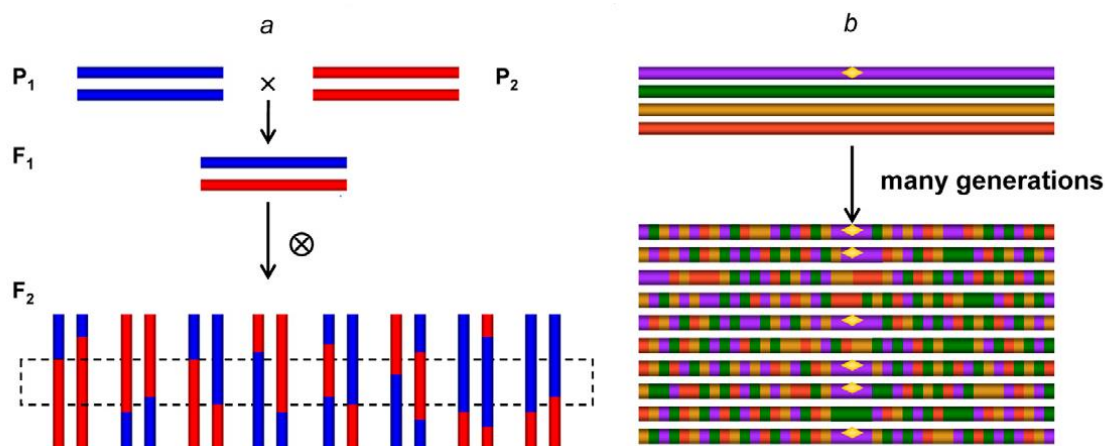 a
b
P1
×
P2
F1
many generations
⊗
F2